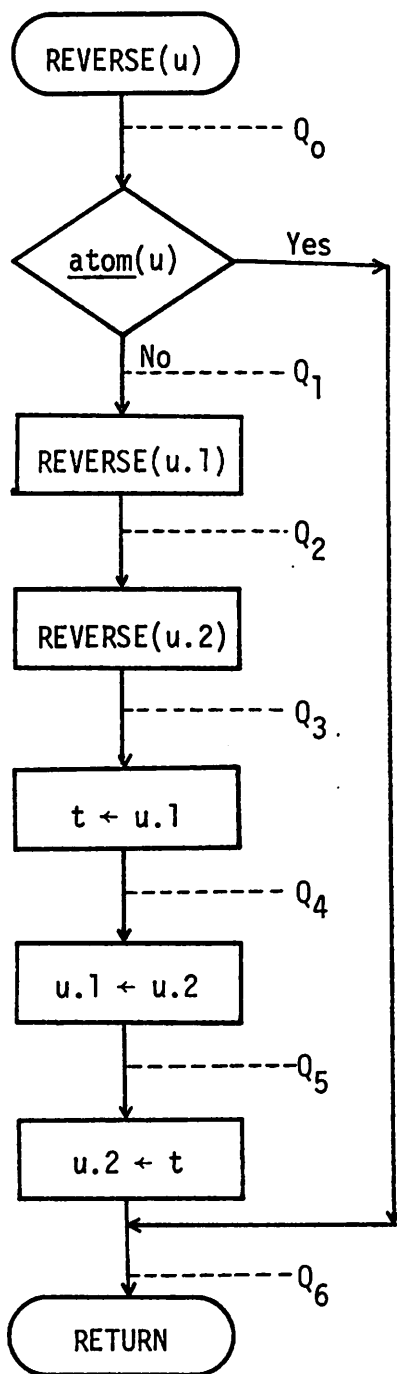 REVERSE(u)
Q₀
atom(u)
Yes
No
Q₁
REVERSE(u.1)
Q₂
REVERSE(u.2)
Q₃
t ← u.1
Q₄
u.1 ← u.2
Q₅
u.2 ← t
Q₆
RETURN